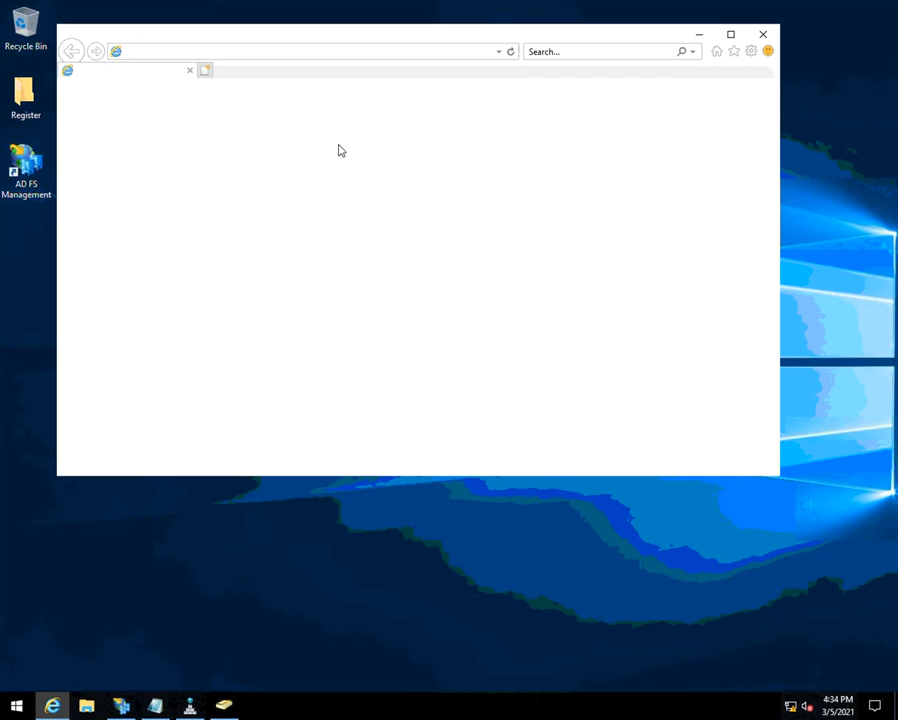 Recycle Bin
Search...
Register
AD FS
Management
4:34 PM
3/5/2021